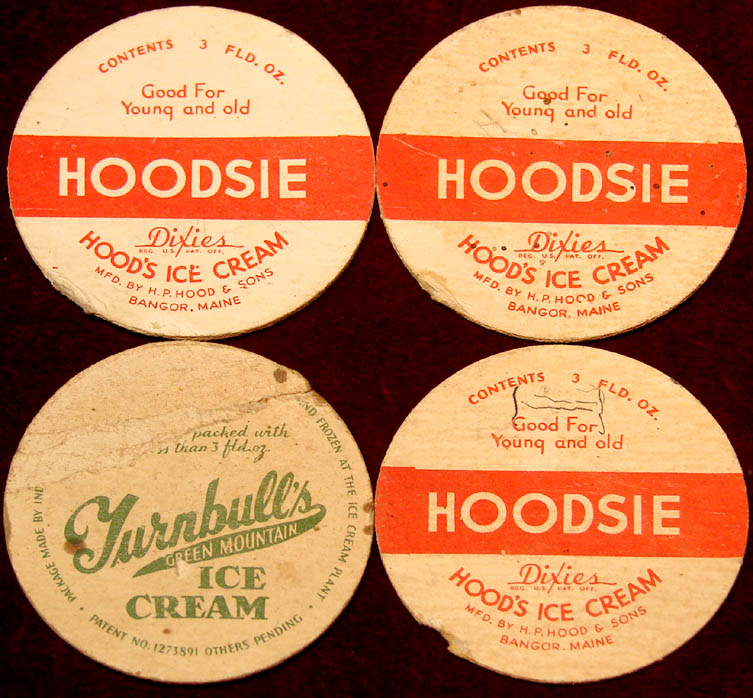 CONTENTS 3 FLD. OZ.
Good For
Young and old
HOODSIE
Dixies
REG. U.S. PAT. OFF.
HOOD'S ICE CREAM
MFD. BY H.P. HOOD & SONS
BANGOR, MAINE
CONTENTS 3 FLD. OZ.
Good For
Young and old
HOODSIE
Dixies
REG. U.S. PAT. OFF.
HOOD'S ICE CREAM
MFD. BY H.P. HOOD & SONS
BANGOR, MAINE
packed with
than 3 fld.oz.
Turnbull's
GREEN MOUNTAIN
ICE
CREAM
PACKAGE MADE BY
FROZEN AT THE ICE CREAM PLANT
• PATENT NO. 1273891 OTHERS PENDING •
CONTENTS 3 FLD. OZ.
Good For
Young and old
HOODSIE
Dixies
REG. U.S. PAT. OFF.
HOOD'S ICE CREAM
MFD. BY H.P. HOOD & SONS
BANGOR, MAINE